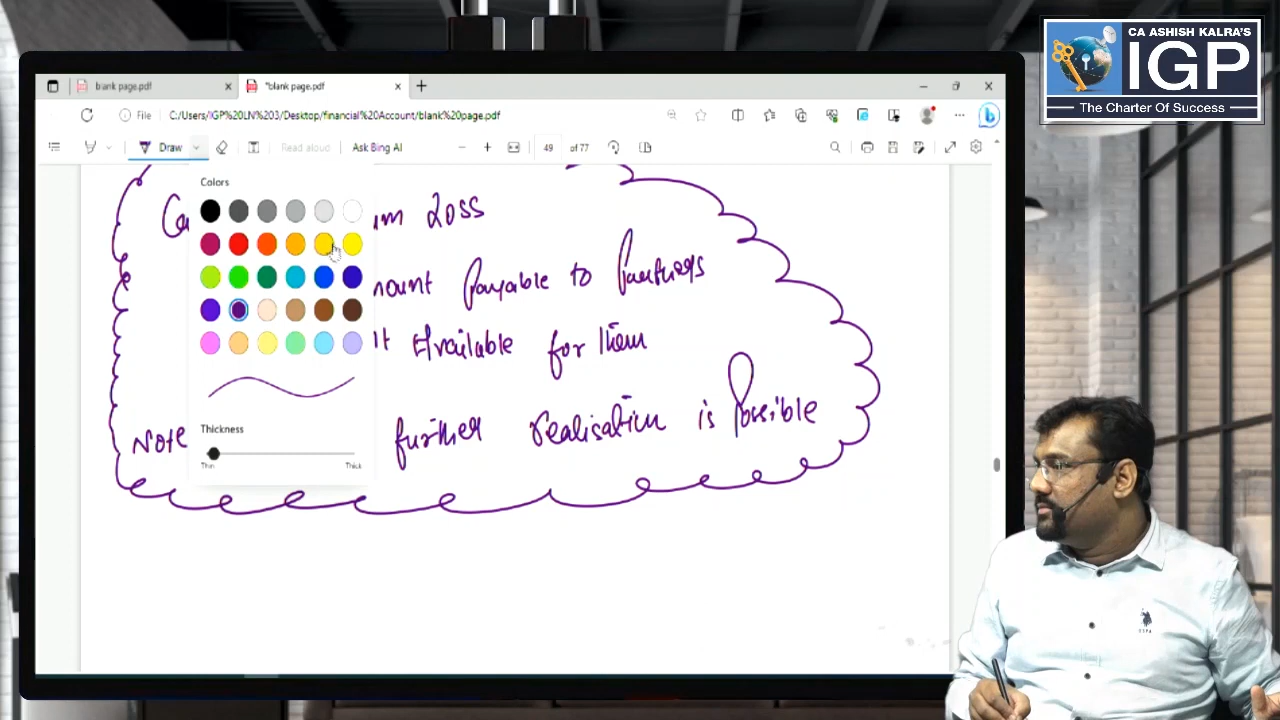 CA ASHISH KALRA'S
IGP
The Charter Of Success
blank page.pdf
*blank page.pdf
File
C:/Users/IGP%20LN%203/Desktop/financial%20Account/blank%20page.pdf
Draw
Read aloud
Ask Bing AI
49 of 77
Colors
um Loss
mount Payable to Partners
Available for them
Note further realisation is Possible
Thickness
Thin Thick